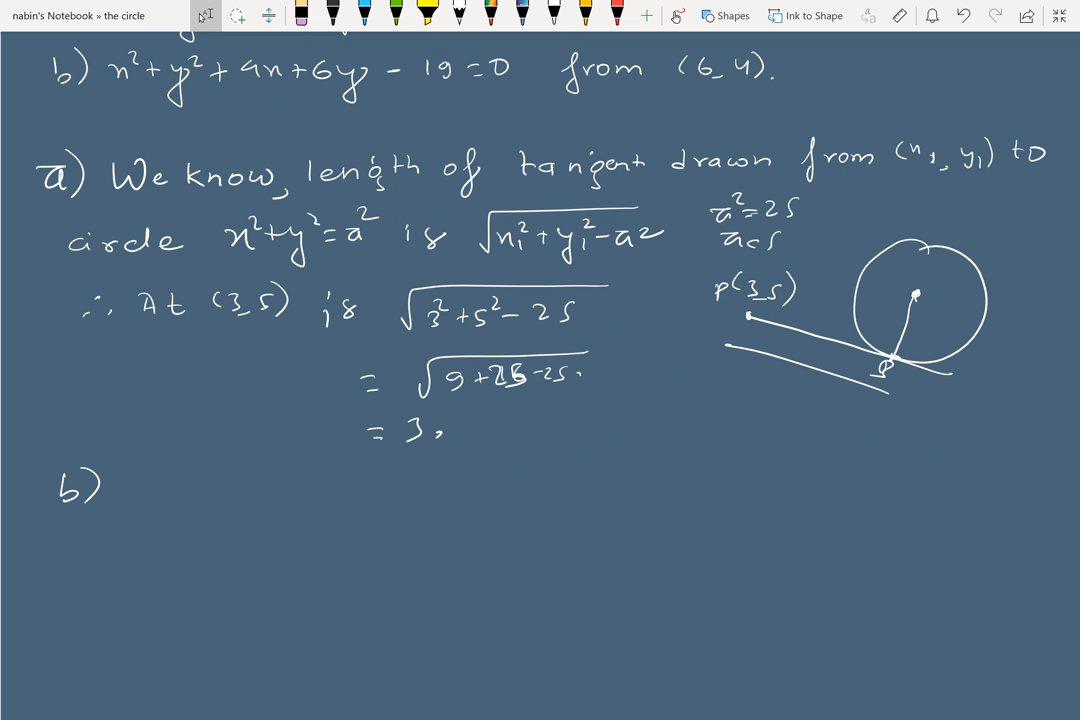 nabin's Notebook » the circle
Shapes
Ink to Shape
b) x² + y² + 4x + 6y - 19 = 0 from (6, 4).
a) We know, length of tangent drawn from (x₁, y₁) to
circle x² + y² = a² is √x₁² + y₁² - a²
a² = 25
a = 5
∴ At (3, 5) is √3² + 5² - 25
P(3, 5)
= √9 + 25 - 25.
= 3.
b)